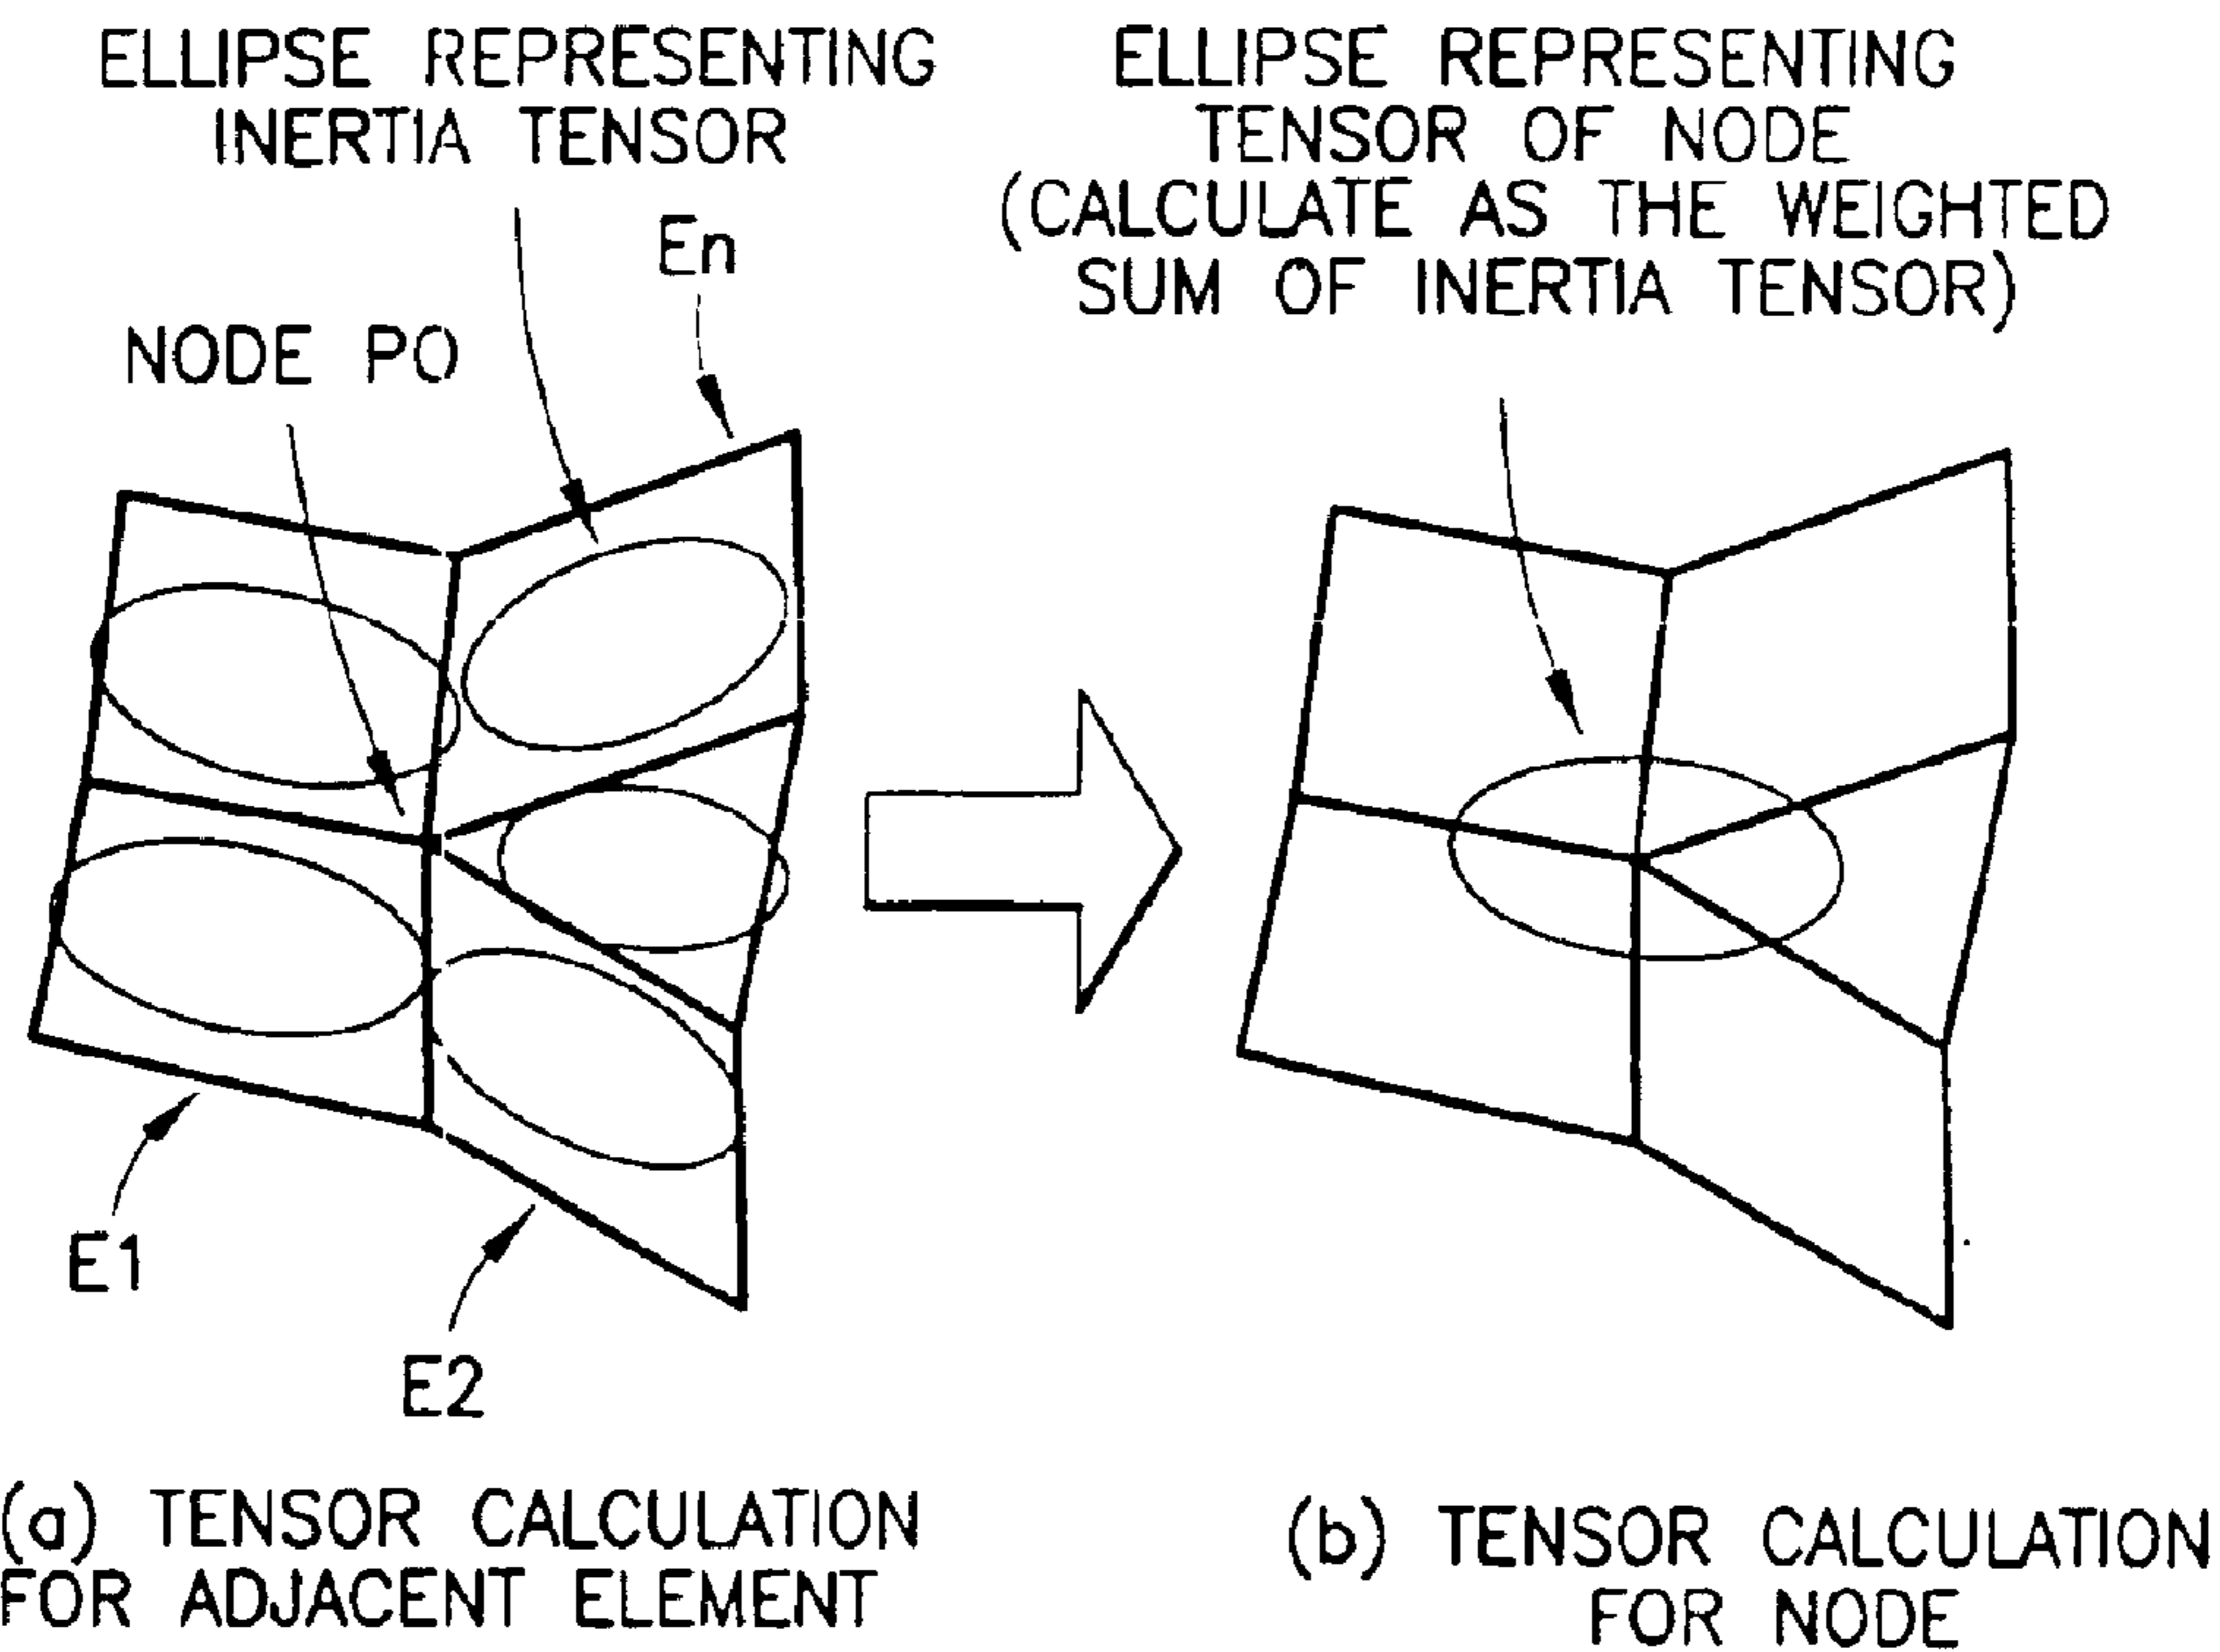 ELLIPSE REPRESENTING
INERTIA TENSOR
En
NODE PO
ELLIPSE REPRESENTING
TENSOR OF NODE
(CALCULATE AS THE WEIGHTED
SUM OF INERTIA TENSOR)
E1
E2
(a) TENSOR CALCULATION
FOR ADJACENT ELEMENT
(b) TENSOR CALCULATION
FOR NODE